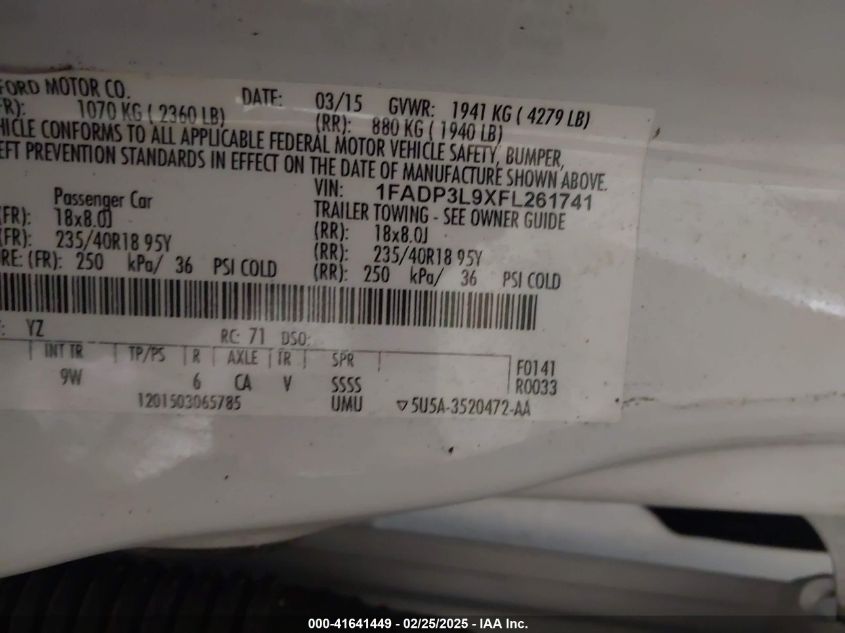 FORD MOTOR CO. DATE: 03/15 GVWR: 1941 KG ( 4279 LB)
FR): 1070 KG ( 2360 LB) (RR): 880 KG ( 1940 LB)
HICLE CONFORMS TO ALL APPLICABLE FEDERAL MOTOR VEHICLE SAFETY, BUMPER,
EFT PREVENTION STANDARDS IN EFFECT ON THE DATE OF MANUFACTURE SHOWN ABOVE.
VIN: 1FADP3L9XFL261741
Passenger Car TRAILER TOWING - SEE OWNER GUIDE
(FR): 18x8.0J (RR): 18x8.0J
(FR): 235/40R18 95Y (RR): 235/40R18 95Y
RE: (FR): 250 kPa/ 36 PSI COLD (RR): 250 kPa/ 36 PSI COLD
: YZ RC: 71 DSO:
INT TR TP/PS R AXLE TR SPR F0141
9W 6 CA V SSSS R0033
1201503065785 UMU ▽5U5A-3520472-AA
000-41641449 — 02/25/2025 — IAA Inc.